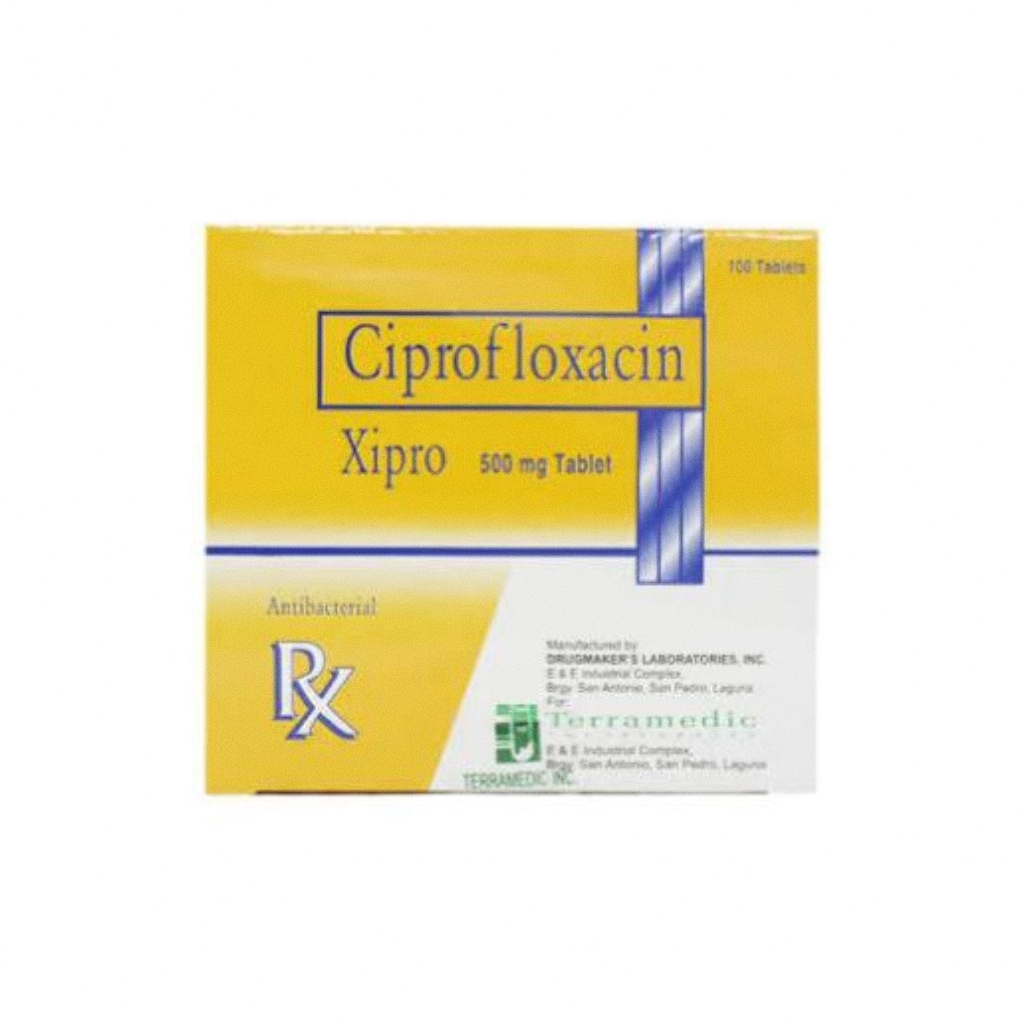 100 Tablets
Ciprofloxacin
Xipro 500 mg Tablet
Antibacterial
Rx
Manufactured by
DRUGMAKER'S LABORATORIES, INC.
E & E Industrial Complex,
Brgy. San Antonio, San Pedro, Laguna
For:
Terramedic
E & E Industrial Complex,
Brgy. San Antonio, San Pedro, Laguna
TERRAMEDIC INC.